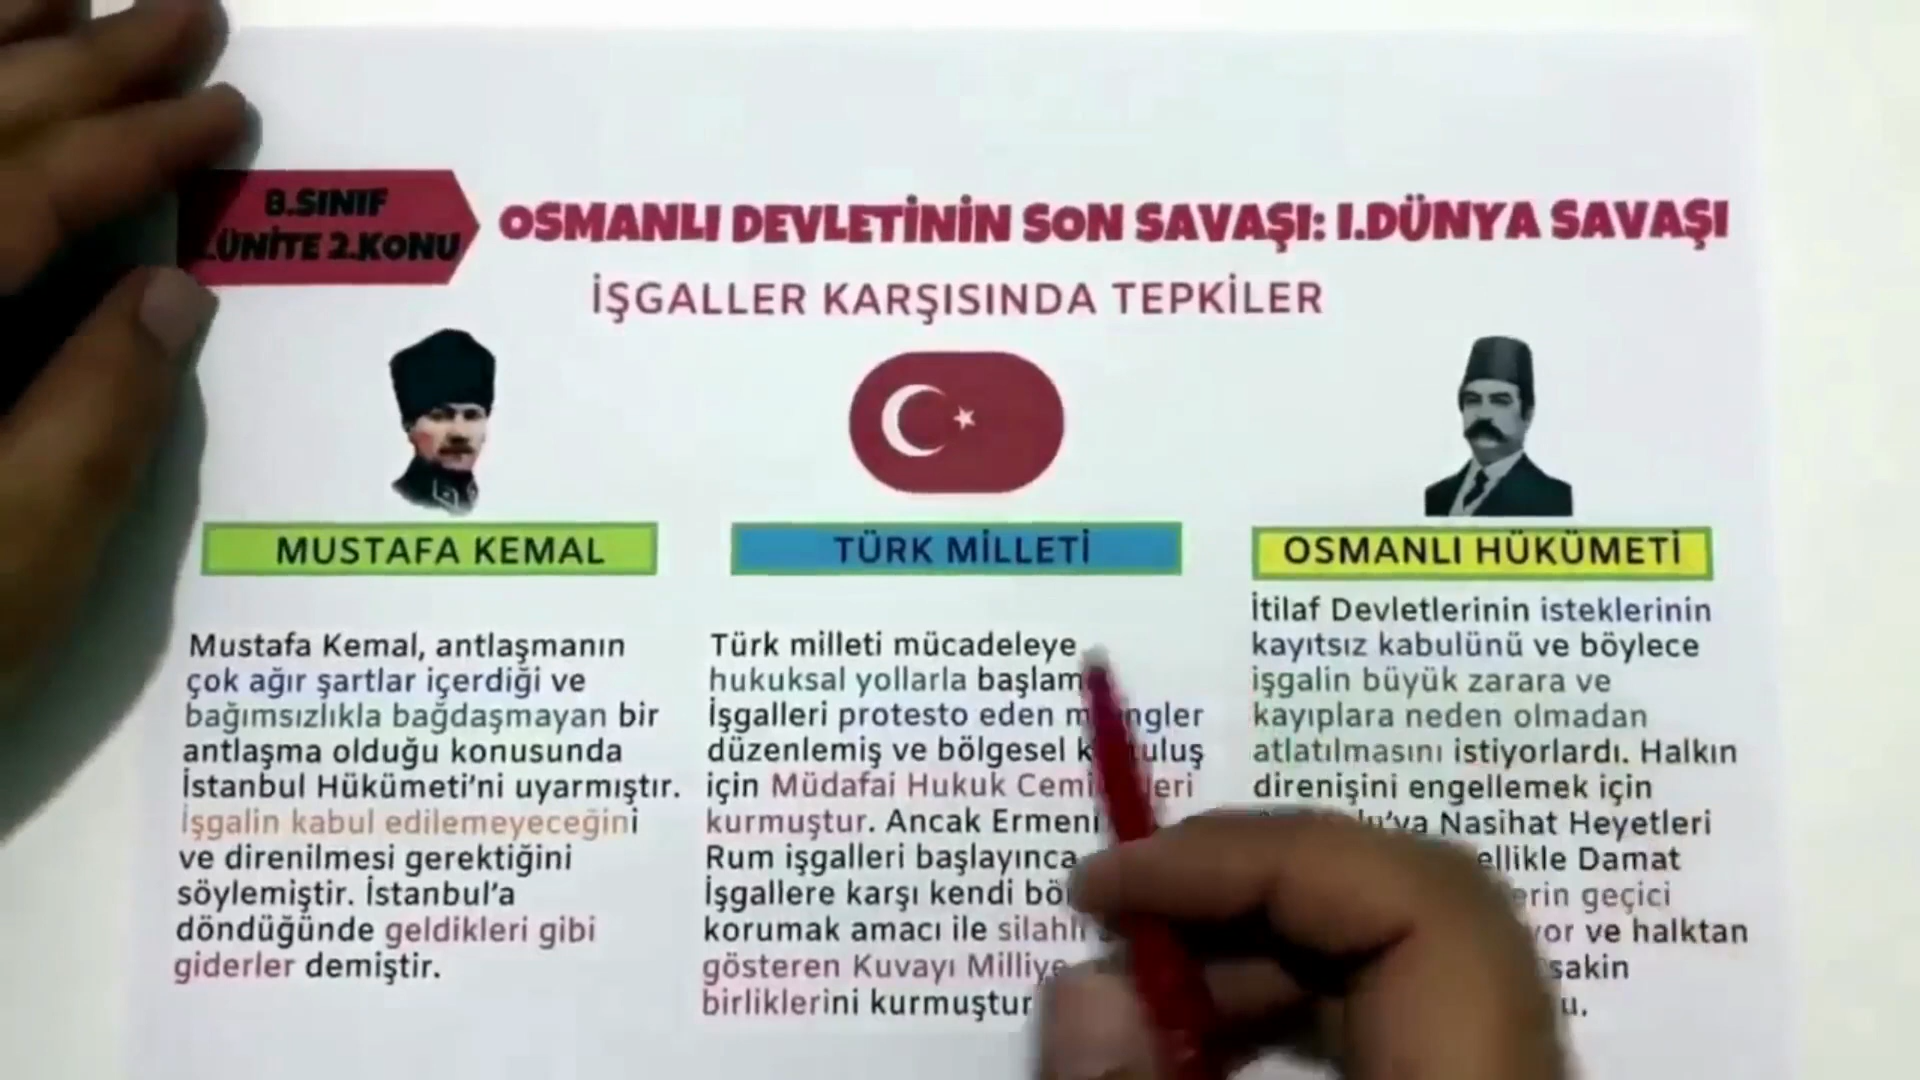 8.SINIF
ÜNİTE 2.KONU
OSMANLI DEVLETİNİN SON SAVAŞI: I.DÜNYA SAVAŞI
İŞGALLER KARŞISINDA TEPKİLER
MUSTAFA KEMAL
Mustafa Kemal, antlaşmanın
çok ağır şartlar içerdiği ve
bağımsızlıkla bağdaşmayan bir
antlaşma olduğu konusunda
İstanbul Hükümeti’ni uyarmıştır.
İşgalin kabul edilemeyeceğini
ve direnilmesi gerektiğini
söylemiştir. İstanbul’a
döndüğünde geldikleri gibi
giderler demiştir.
TÜRK MİLLETİ
Türk milleti mücadeleye
hukuksal yollarla
İşgalleri protesto eden
düzenlemiş ve bölgesel
için Müdafai Hukuk
kurmuştur. Ancak Ermeni
Rum işgalleri başlayınca
İşgallere karşı kendi
korumak amacı ile silahlı
gösteren Kuvayı Milliye
birliklerini kurmuştur
OSMANLI HÜKÜMETİ
İtilaf Devletlerinin isteklerinin
kayıtsız kabulünü ve böylece
işgalin büyük zarara ve
kayıplara neden olmadan
atlatılmasını istiyorlardı. Halkın
direnişini engellemek için
Nasihat Heyetleri
Damat
geçici
ve halktan
sakin